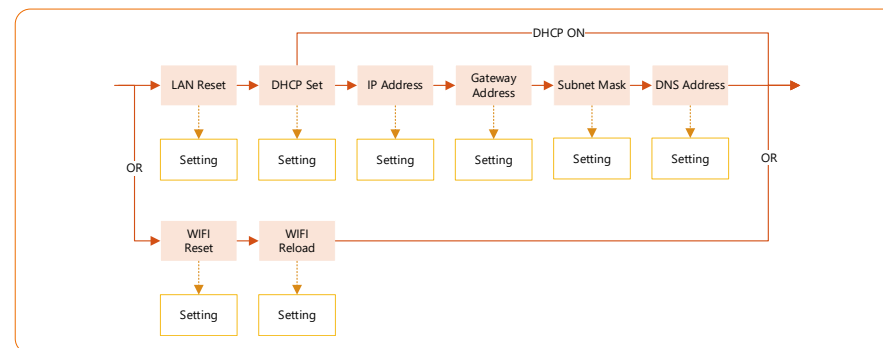 DHCP ON
LAN Reset
DHCP Set
IP Address
Gateway
Address
Subnet Mask
DNS Address
Setting
Setting
Setting
Setting
Setting
Setting
OR
OR
WIFI
Reset
WIFI
Reload
Setting
Setting